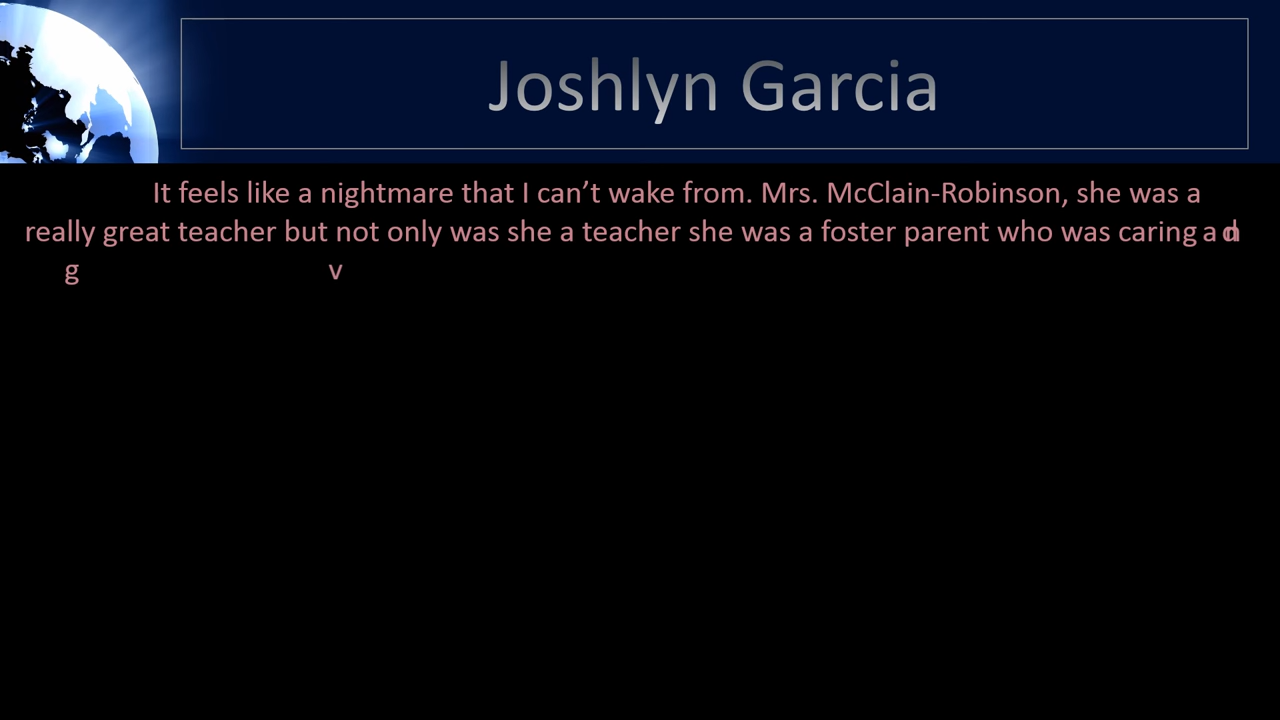 Joshlyn Garcia
It feels like a nightmare that I can’t wake from. Mrs. McClain-Robinson, she was a
really great teacher but not only was she a teacher she was a foster parent who was caring
g v